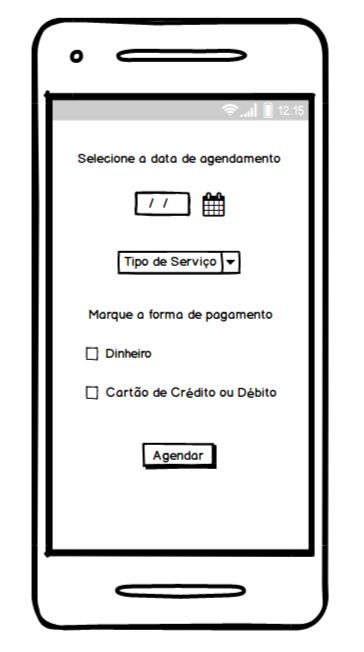 12:15
Selecione a data de agendamento
/ /
Tipo de Serviço
Marque a forma de pagamento
Dinheiro
Cartão de Crédito ou Débito
Agendar